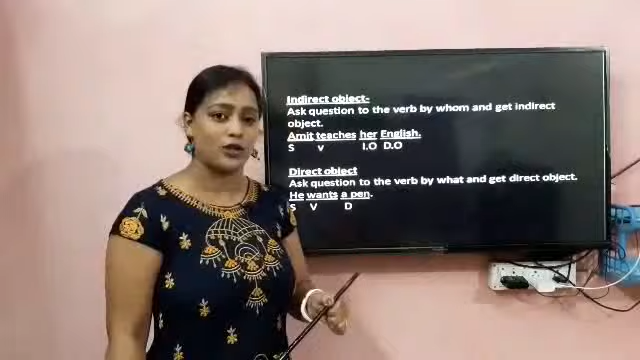 Indirect object-
Ask question to the verb by whom and get indirect
object.
Amit teaches her English.
S v I.O D.O
Direct object
Ask question to the verb by what and get direct object.
He wants a pen.
S V D